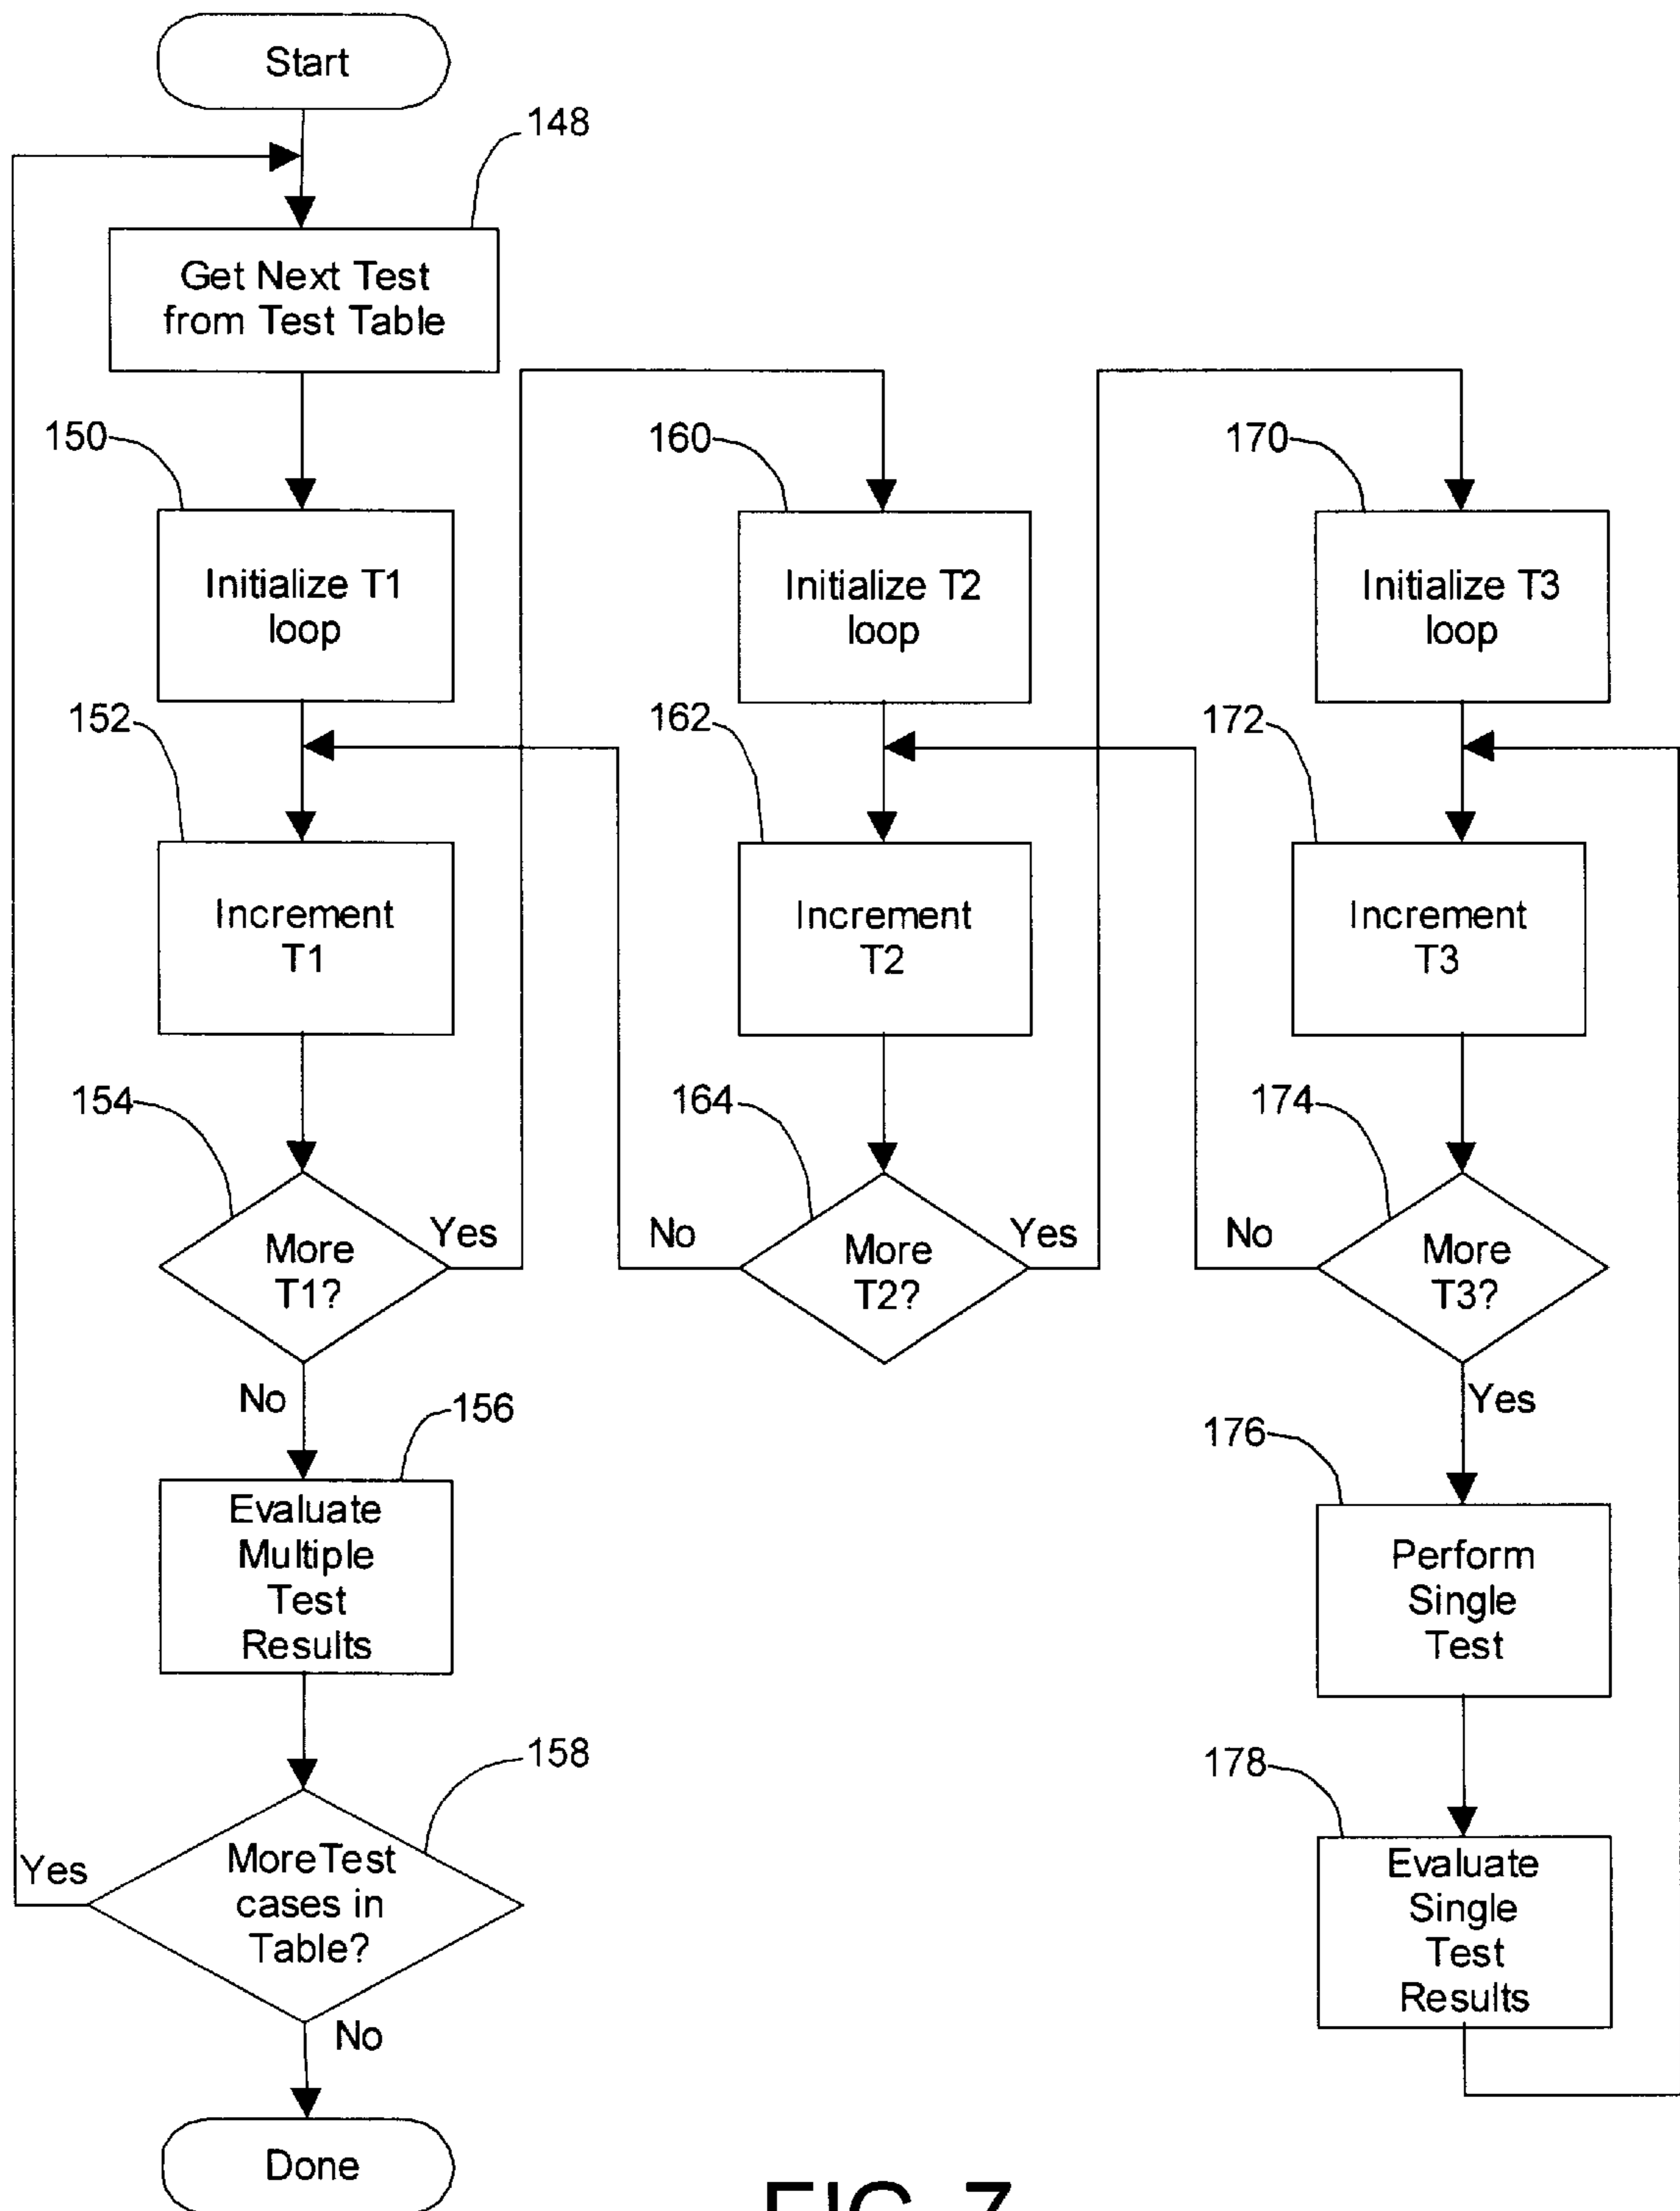 Start
148
Get Next Test
from Test Table
150
160
170
Initialize T1
loop
Initialize T2
loop
Initialize T3
loop
152
162
172
Increment
T1
Increment
T2
Increment
T3
154
164
174
More
T1?
Yes
No
More
T2?
Yes
No
More
T3?
No
Yes
156
176
Evaluate
Multiple
Test
Results
Perform
Single
Test
158
178
Yes
MoreTest
cases in
Table?
Evaluate
Single
Test
Results
No
Done
FIG. 7